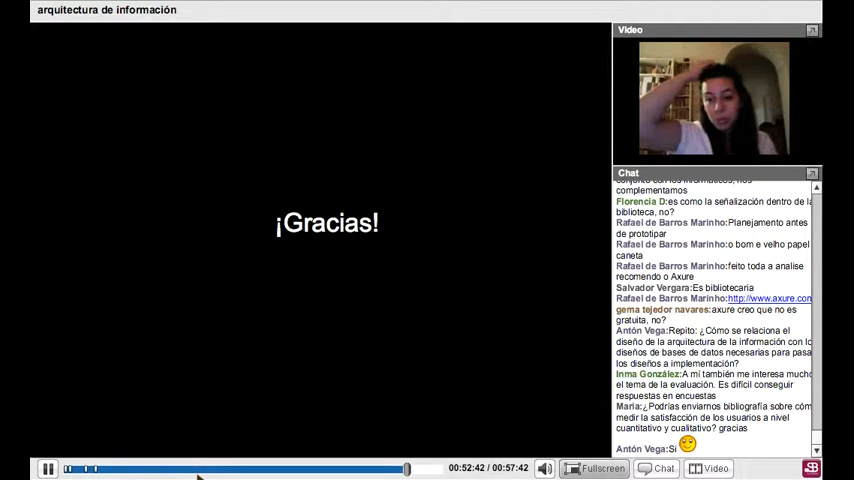 arquitectura de información
Video
¡Gracias!
Chat
complementamos
Florencia D:es como la señalización dentro de la
biblioteca, no?
Rafael de Barros Marinho:Planejamento antes
de prototipar
Rafael de Barros Marinho:o bom e velho papel
caneta
Rafael de Barros Marinho:feito toda a analise
recomendo o Axure
Salvador Vergara:Es bibliotecaria
Rafael de Barros Marinho:http://www.axure.com
gema tejedor navares:axure creo que no es
gratuita, no?
Antón Vega:Repito: ¿Cómo se relaciona el
diseño de la arquitectura de la información con lo
diseños de bases de datos necesarias para pasa
los diseños a implementación?
Inma González:A mí también me interesa mucho
el tema de la evaluación. Es difícil conseguir
respuestas en encuestas
Maria:¿Podrías enviarnos bibliografía sobre cóm
medir la satisfacción de los usuarios a nivel
cuantitativo y cualitativo? gracias
Antón Vega:Si
00:52:42 / 00:57:42
Fullscreen
Chat
Video